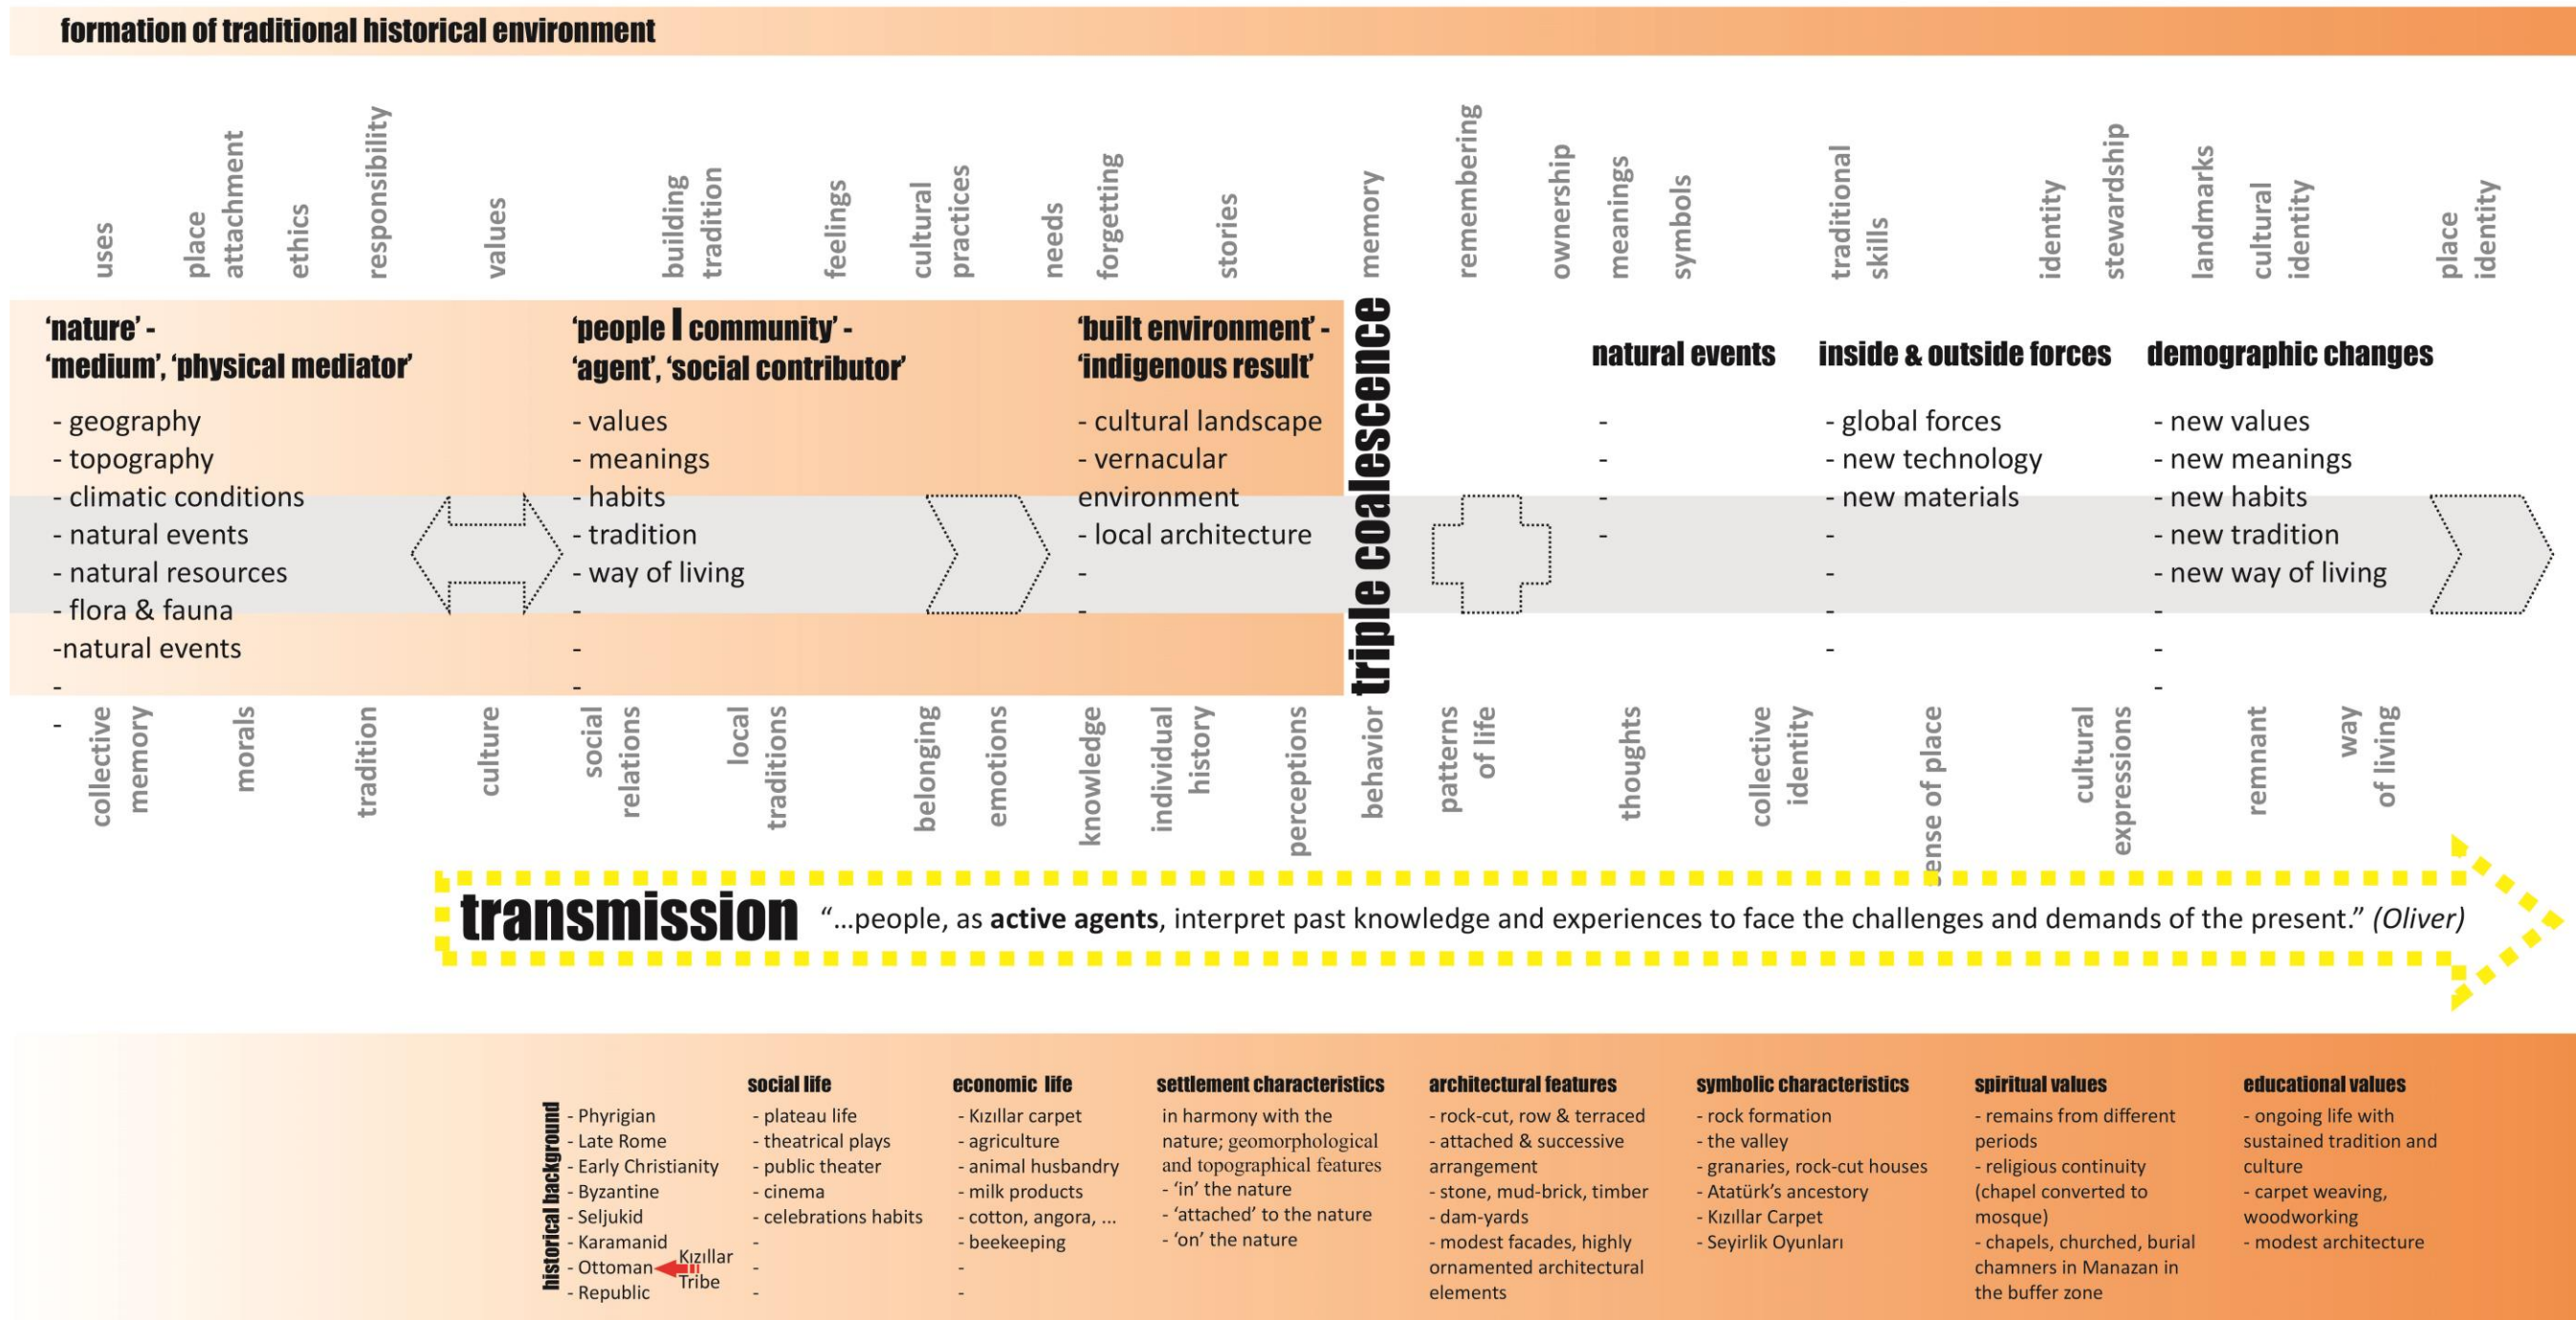 formation of traditional historical environment
uses
place
attachment
ethics
responsibility
values
building
tradition
feelings
cultural
practices
needs
forgetting
stories
memory
remembering
ownership
meanings
symbols
traditional
skills
identity
stewardship
landmarks
cultural
identity
place
identity
‘nature’ -
‘medium’, ‘physical mediator’
- geography
- topography
- climatic conditions
- natural events
- natural resources
- flora & fauna
-natural events
-
-
‘people I community’ -
‘agent’, ‘social contributor’
- values
- meanings
- habits
- tradition
- way of living
-
-
-
‘built environment’ -
‘indigenous result’
- cultural landscape
- vernacular
environment
- local architecture
-
-
triple coalescence
natural events
-
-
-
-
inside & outside forces
- global forces
- new technology
- new materials
-
-
-
-
demographic changes
- new values
- new meanings
- new habits
- new tradition
- new way of living
-
-
-
collective
memory
morals
tradition
culture
social
relations
local
traditions
belonging
emotions
knowledge
individual
history
perceptions
behavior
patterns
of life
thoughts
collective
identity
sense of place
cultural
expressions
remnant
way
of living
transmission “...people, as active agents, interpret past knowledge and experiences to face the challenges and demands of the present.” (Oliver)
historical background
- Phyrigian
- Late Rome
- Early Christianity
- Byzantine
- Seljukid
- Karamanid
- Ottoman
- Republic
Kızıllar
Tribe
social life
- plateau life
- theatrical plays
- public theater
- cinema
- celebrations habits
-
-
-
economic life
- Kızıllar carpet
- agriculture
- animal husbandry
- milk products
- cotton, angora, ...
- beekeeping
-
-
settlement characteristics
in harmony with the
nature; geomorphological
and topographical features
- ‘in’ the nature
- ‘attached’ to the nature
- ‘on’ the nature
architectural features
- rock-cut, row & terraced
- attached & successive
arrangement
- stone, mud-brick, timber
- dam-yards
- modest facades, highly
ornamented architectural
elements
symbolic characteristics
- rock formation
- the valley
- granaries, rock-cut houses
- Atatürk’s ancestory
- Kızıllar Carpet
- Seyirlik Oyunları
spiritual values
- remains from different
periods
- religious continuity
(chapel converted to
mosque)
- chapels, churched, burial
chamners in Manazan in
the buffer zone
educational values
- ongoing life with
sustained tradition and
culture
- carpet weaving,
woodworking
- modest architecture